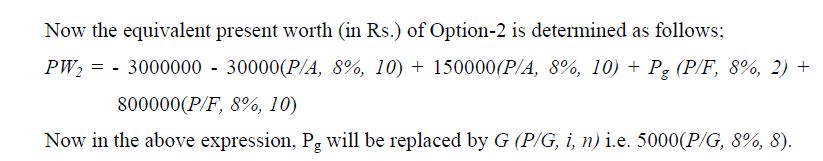 Now the equivalent present worth (in Rs.) of Option-2 is determined as follows;
PW₂ = - 3000000 - 30000(P/A, 8%, 10) + 150000(P/A, 8%, 10) + Pg (P/F, 8%, 2) +
800000(P/F, 8%, 10)
Now in the above expression, Pg will be replaced by G (P/G, i, n) i.e. 5000(P/G, 8%, 8).